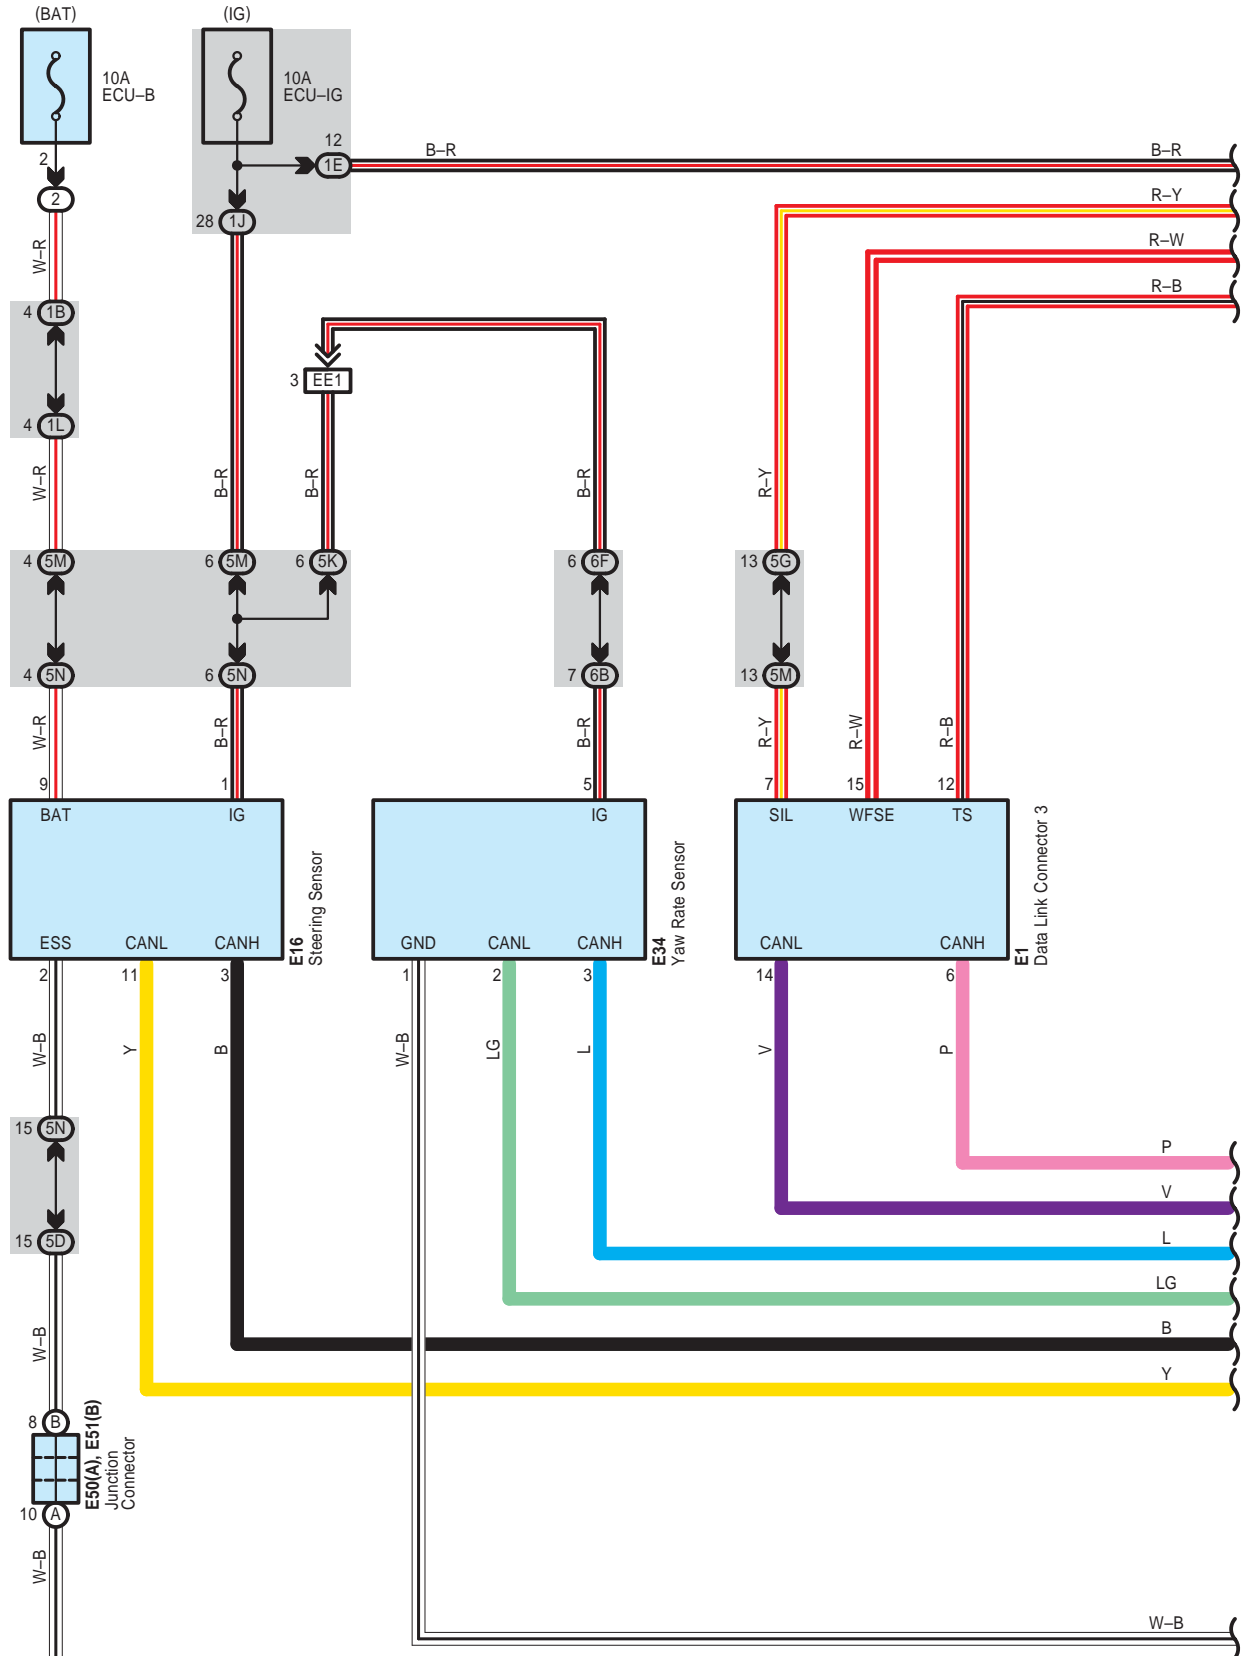 (BAT)
(IG)
10A
ECU–B
10A
ECU–IG
2
2
12
1E
28
1J
B–R
B–R
R–Y
R–W
R–B
W–R
4
1B
4
1L
3
EE1
W–R
B–R
B–R
B–R
R–Y
4
5M
6
5M
6
5K
6
6F
13
5G
4
5N
6
5N
7
6B
13
5M
W–R
B–R
B–R
R–Y
R–W
R–B
9
1
5
7
15
12
BAT
IG
IG
SIL
WFSE
TS
ESS
CANL
CANH
E16
Steering Sensor
GND
CANL
CANH
E34
Yaw Rate Sensor
CANL
CANH
E1
Data Link Connector 3
2
11
3
1
2
3
14
6
W–B
Y
B
W–B
LG
L
V
P
15
5N
15
5D
P
V
L
LG
B
Y
W–B
8
B
10
A
E50(A), E51(B)
Junction
Connector
W–B
W–B